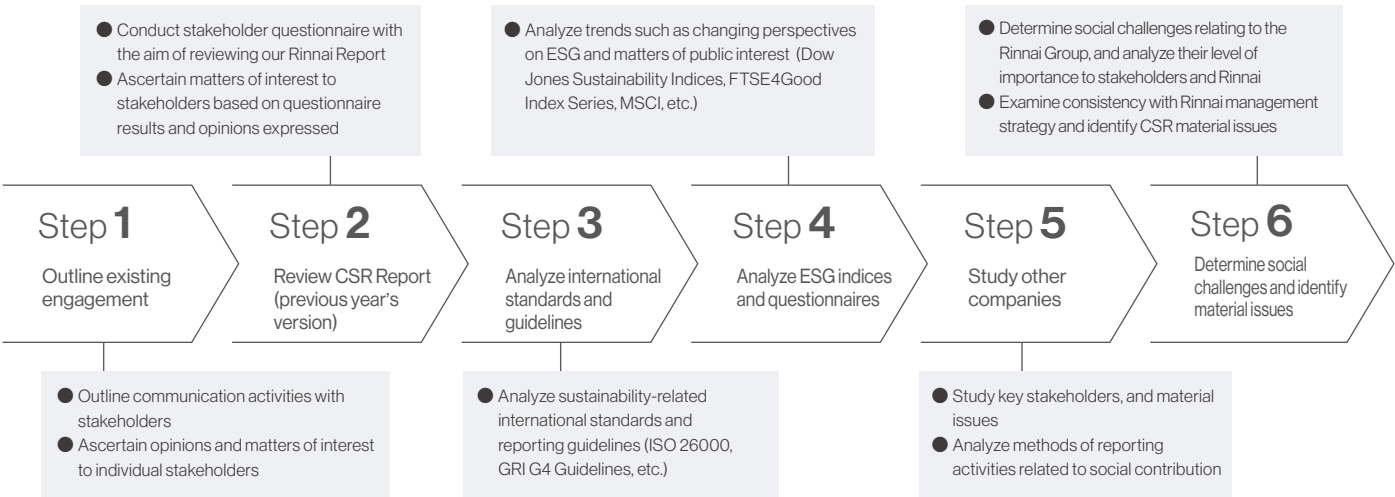 ● Conduct stakeholder questionnaire with
the aim of reviewing our Rinnai Report
● Ascertain matters of interest to
stakeholders based on questionnaire
results and opinions expressed
● Analyze trends such as changing perspectives
on ESG and matters of public interest (Dow
Jones Sustainability Indices, FTSE4Good
Index Series, MSCI, etc.)
● Determine social challenges relating to the
Rinnai Group, and analyze their level of
importance to stakeholders and Rinnai
● Examine consistency with Rinnai management
strategy and identify CSR material issues
Step 1
Outline existing
engagement
Step 2
Review CSR Report
(previous year's
version)
Step 3
Analyze international
standards and
guidelines
Step 4
Analyze ESG indices
and questionnaires
Step 5
Study other
companies
Step 6
Determine social
challenges and identify
material issues
● Outline communication activities with
stakeholders
● Ascertain opinions and matters of interest
to individual stakeholders
● Analyze sustainability-related
international standards and
reporting guidelines (ISO 26000,
GRI G4 Guidelines, etc.)
● Study key stakeholders, and material
issues
● Analyze methods of reporting
activities related to social contribution